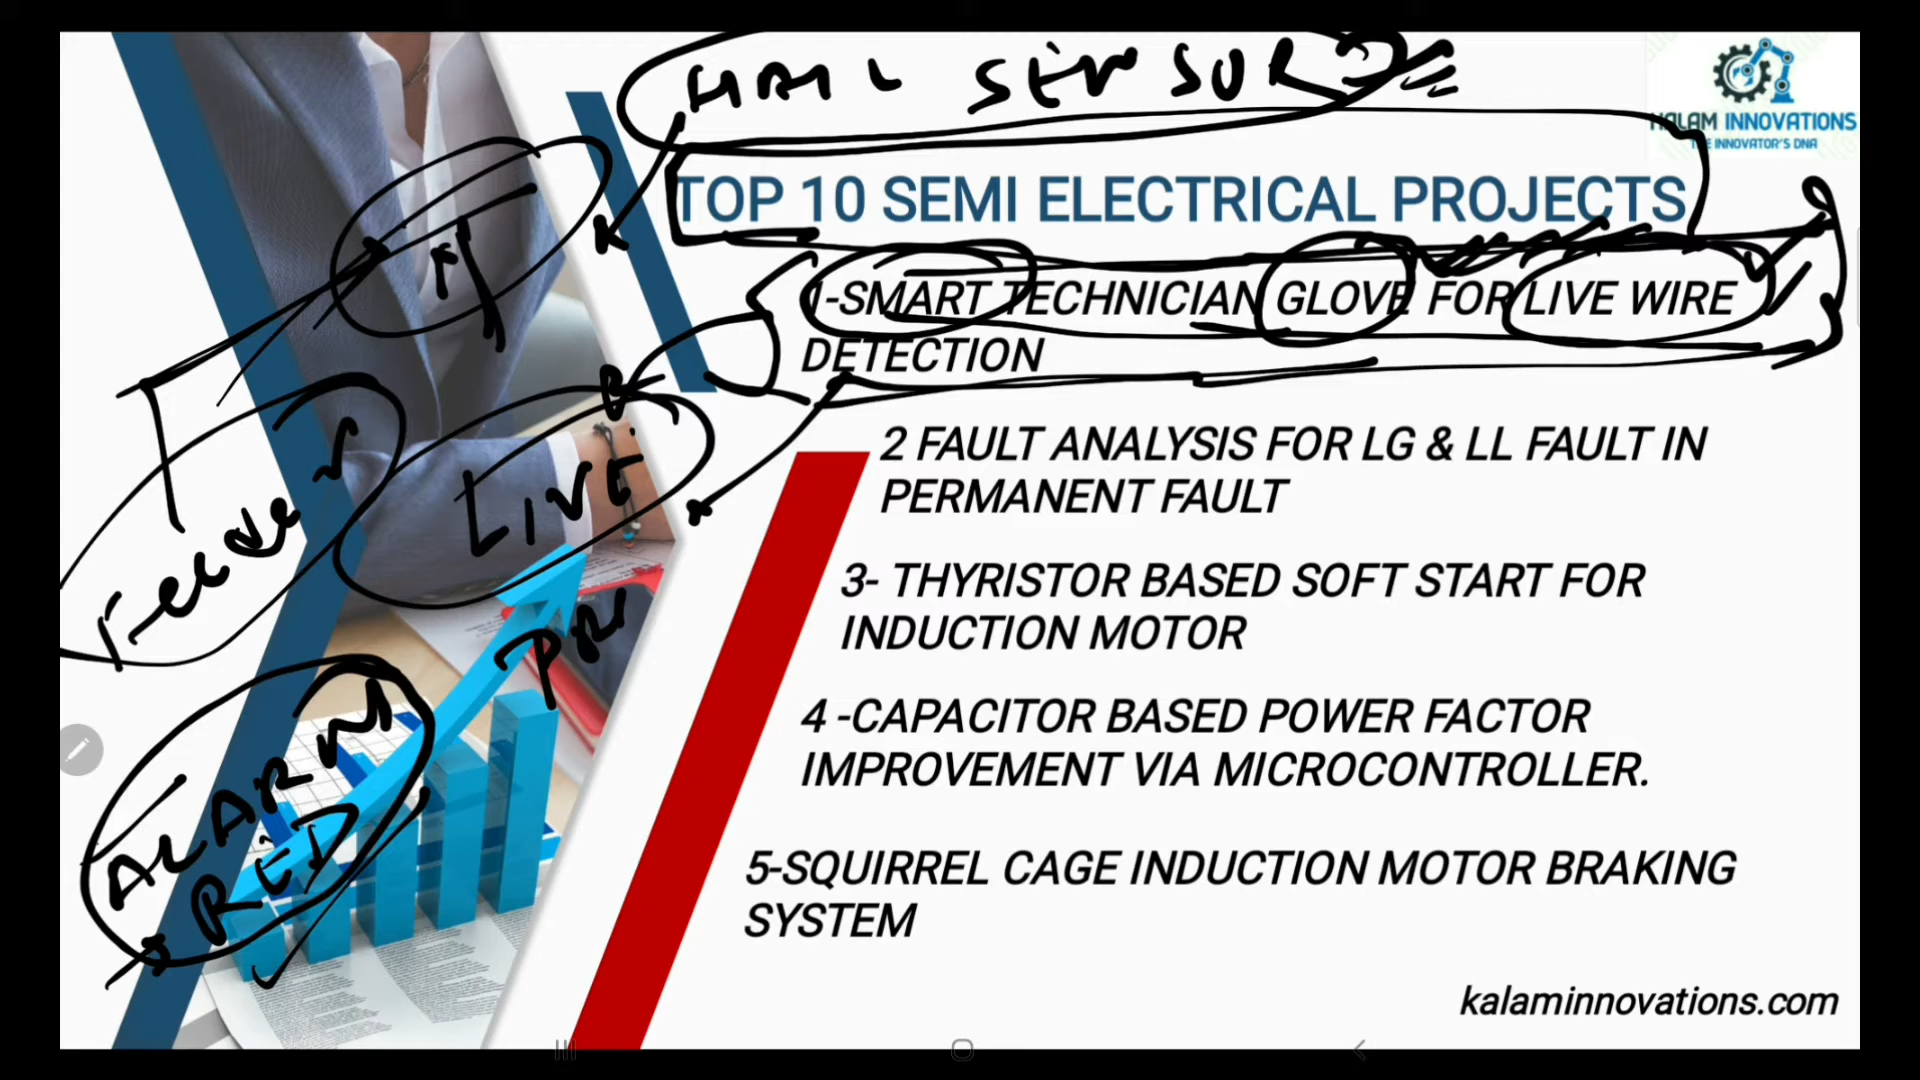 HALL SENSOR
KALAM INNOVATIONS
THE INNOVATOR'S DNA
TOP 10 SEMI ELECTRICAL PROJECTS
1-SMART TECHNICIAN GLOVE FOR LIVE WIRE
DETECTION
2 FAULT ANALYSIS FOR LG & LL FAULT IN
PERMANENT FAULT
3- THYRISTOR BASED SOFT START FOR
INDUCTION MOTOR
4 -CAPACITOR BASED POWER FACTOR
IMPROVEMENT VIA MICROCONTROLLER.
5-SQUIRREL CAGE INDUCTION MOTOR BRAKING
SYSTEM
kalaminnovations.com
LIVE
Feeder
ALARM
RED